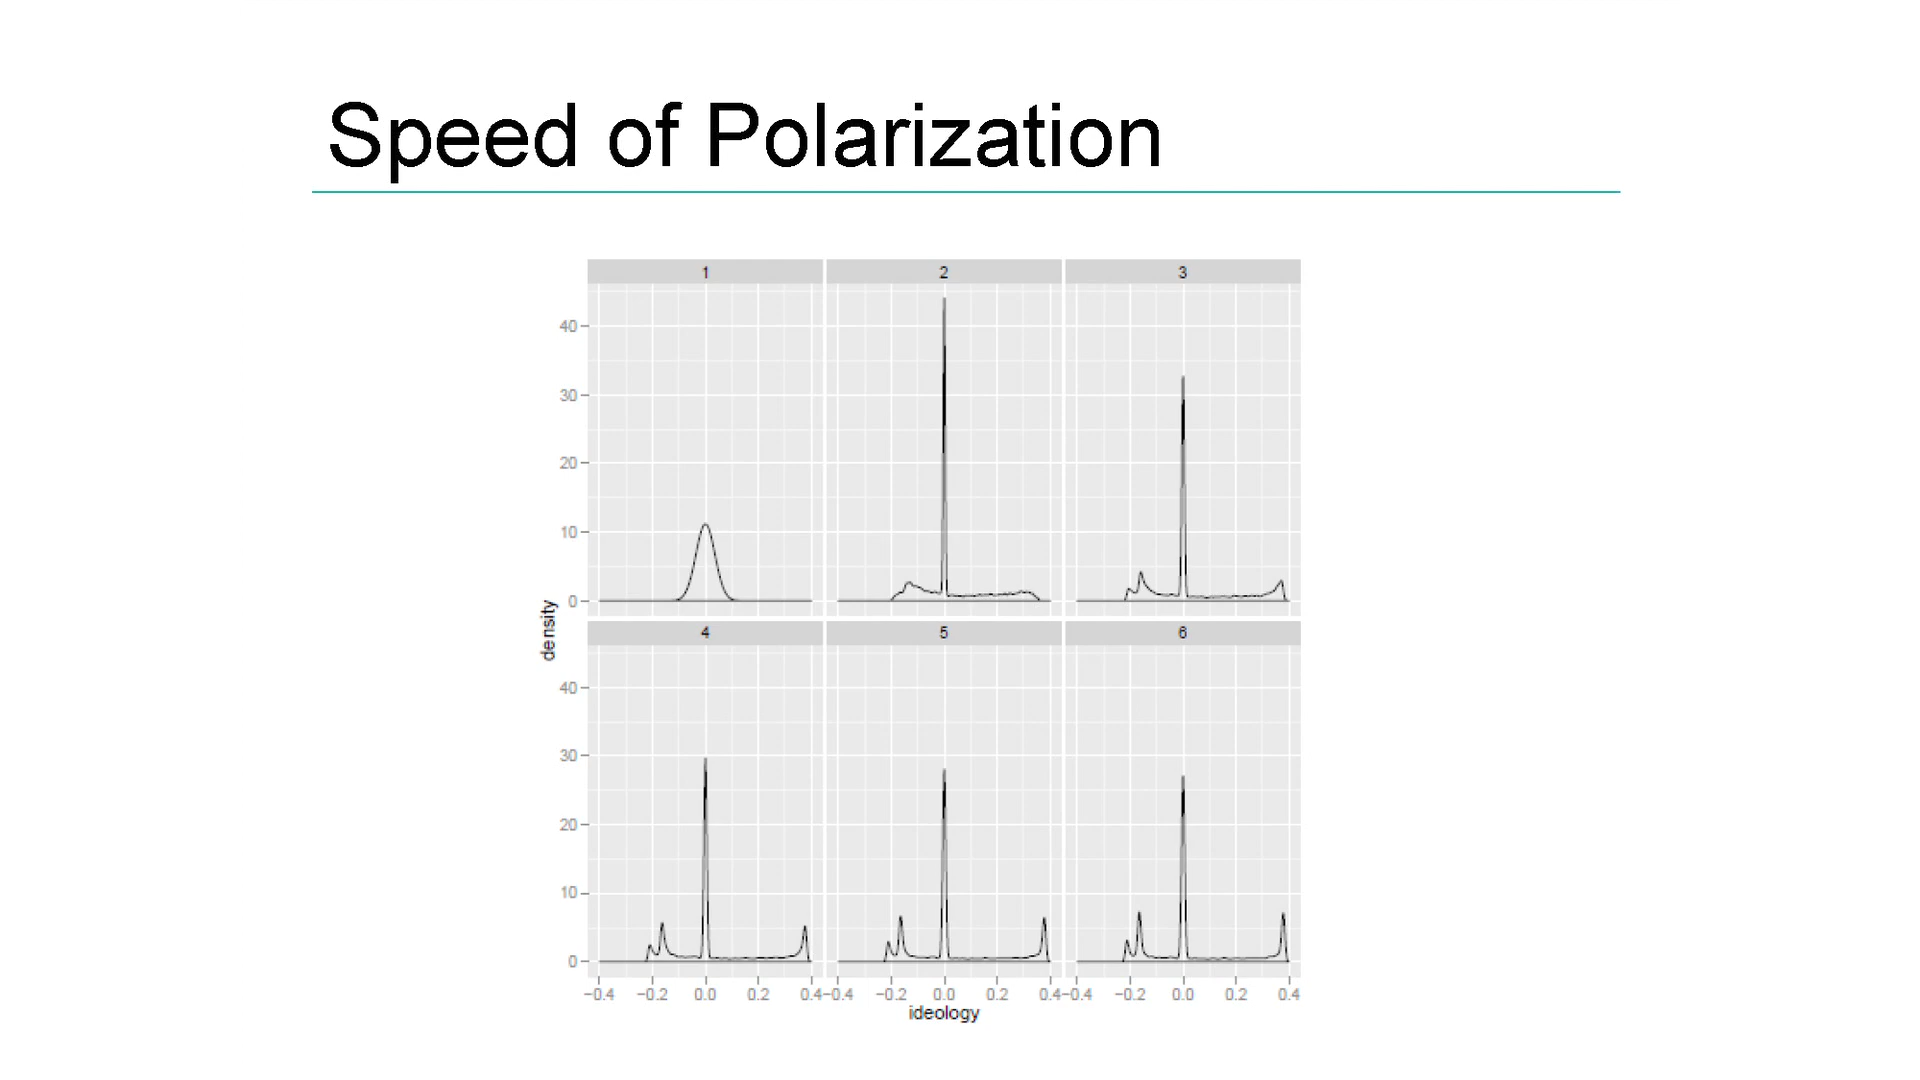 Speed of Polarization
1 2 3
40
30
20
10
0
density
4 5 6
40
30
20
10
0
−0.4 −0.2 0.0 0.2 0.4 −0.4 −0.2 0.0 0.2 0.4 −0.4 −0.2 0.0 0.2 0.4
ideology